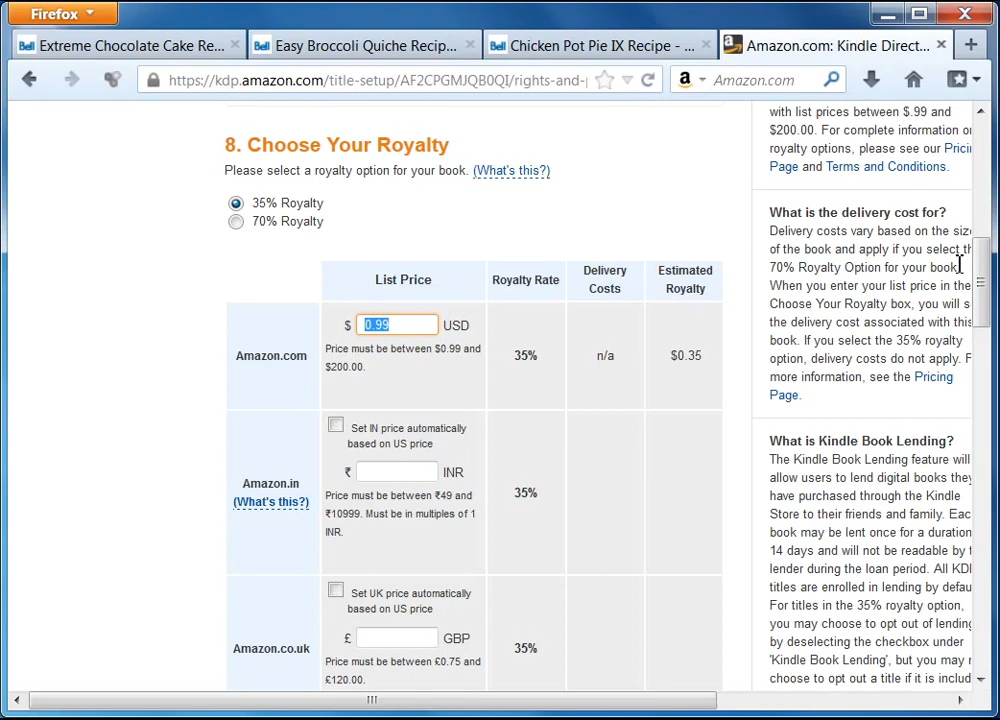 Firefox
Extreme Chocolate Cake Re...
Easy Broccoli Quiche Recip...
Chicken Pot Pie IX Recipe - ...
Amazon.com: Kindle Direct...
https://kdp.amazon.com/title-setup/AF2CPGMJQB0QI/rights-and-
Amazon.com
8. Choose Your Royalty
Please select a royalty option for your book. (What's this?)
35% Royalty
70% Royalty
List Price
Royalty Rate
Delivery
Costs
Estimated
Royalty
Amazon.com
$ 0.99 USD
Price must be between $0.99 and
$200.00.
35%
n/a
$0.35
Amazon.in
(What's this?)
Set IN price automatically
based on US price
₹ INR
Price must be between ₹49 and
₹10999. Must be in multiples of 1
INR.
35%
Amazon.co.uk
Set UK price automatically
based on US price
£ GBP
Price must be between £0.75 and
£120.00.
35%
with list prices between $.99 and
$200.00. For complete information or
royalty options, please see our Prici
Page and Terms and Conditions.
What is the delivery cost for?
Delivery costs vary based on the size
of the book and apply if you select th
70% Royalty Option for your book.
When you enter your list price in the
Choose Your Royalty box, you will s
the delivery cost associated with this
book. If you select the 35% royalty
option, delivery costs do not apply. F
more information, see the Pricing
Page.
What is Kindle Book Lending?
The Kindle Book Lending feature will
allow users to lend digital books they
have purchased through the Kindle
Store to their friends and family. Eac
book may be lent once for a duration
14 days and will not be readable by t
lender during the loan period. All KD
titles are enrolled in lending by defau
For titles in the 35% royalty option,
you may choose to opt out of lending
by deselecting the checkbox under
'Kindle Book Lending', but you may n
choose to opt out a title if it is includ